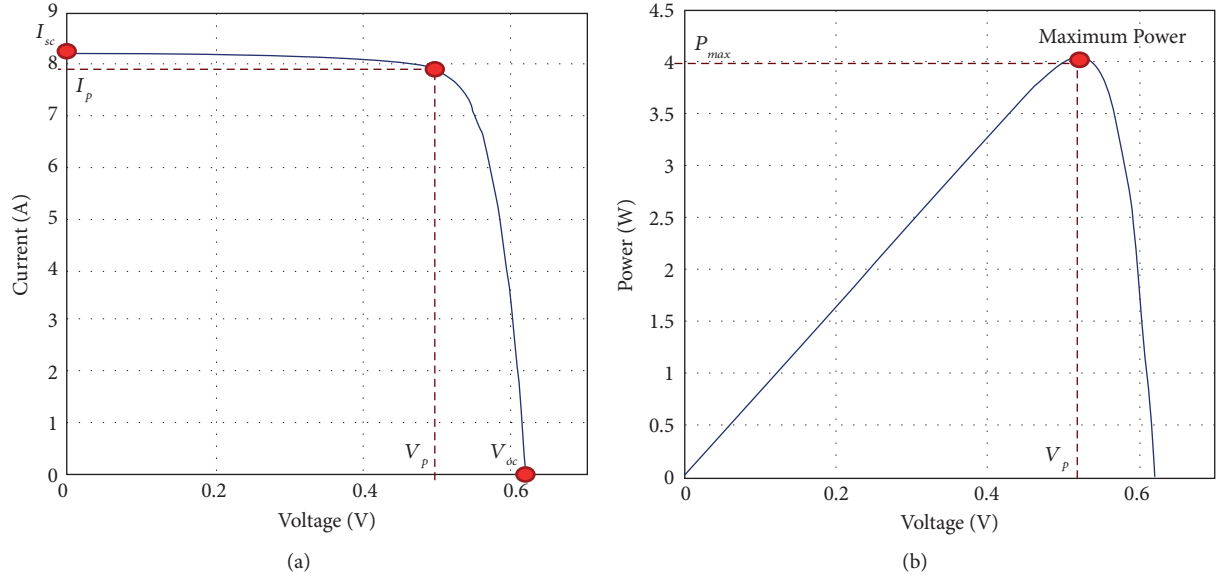 9
8
7
6
5
4
3
2
1
0
I_sc
I_p
V_p
V_oc
0
0.2
0.4
0.6
Current (A)
Voltage (V)
(a)
4.5
4
3.5
3
2.5
2
1.5
1
0.5
0
P_max
Maximum Power
V_p
0
0.2
0.4
0.6
Power (W)
Voltage (V)
(b)